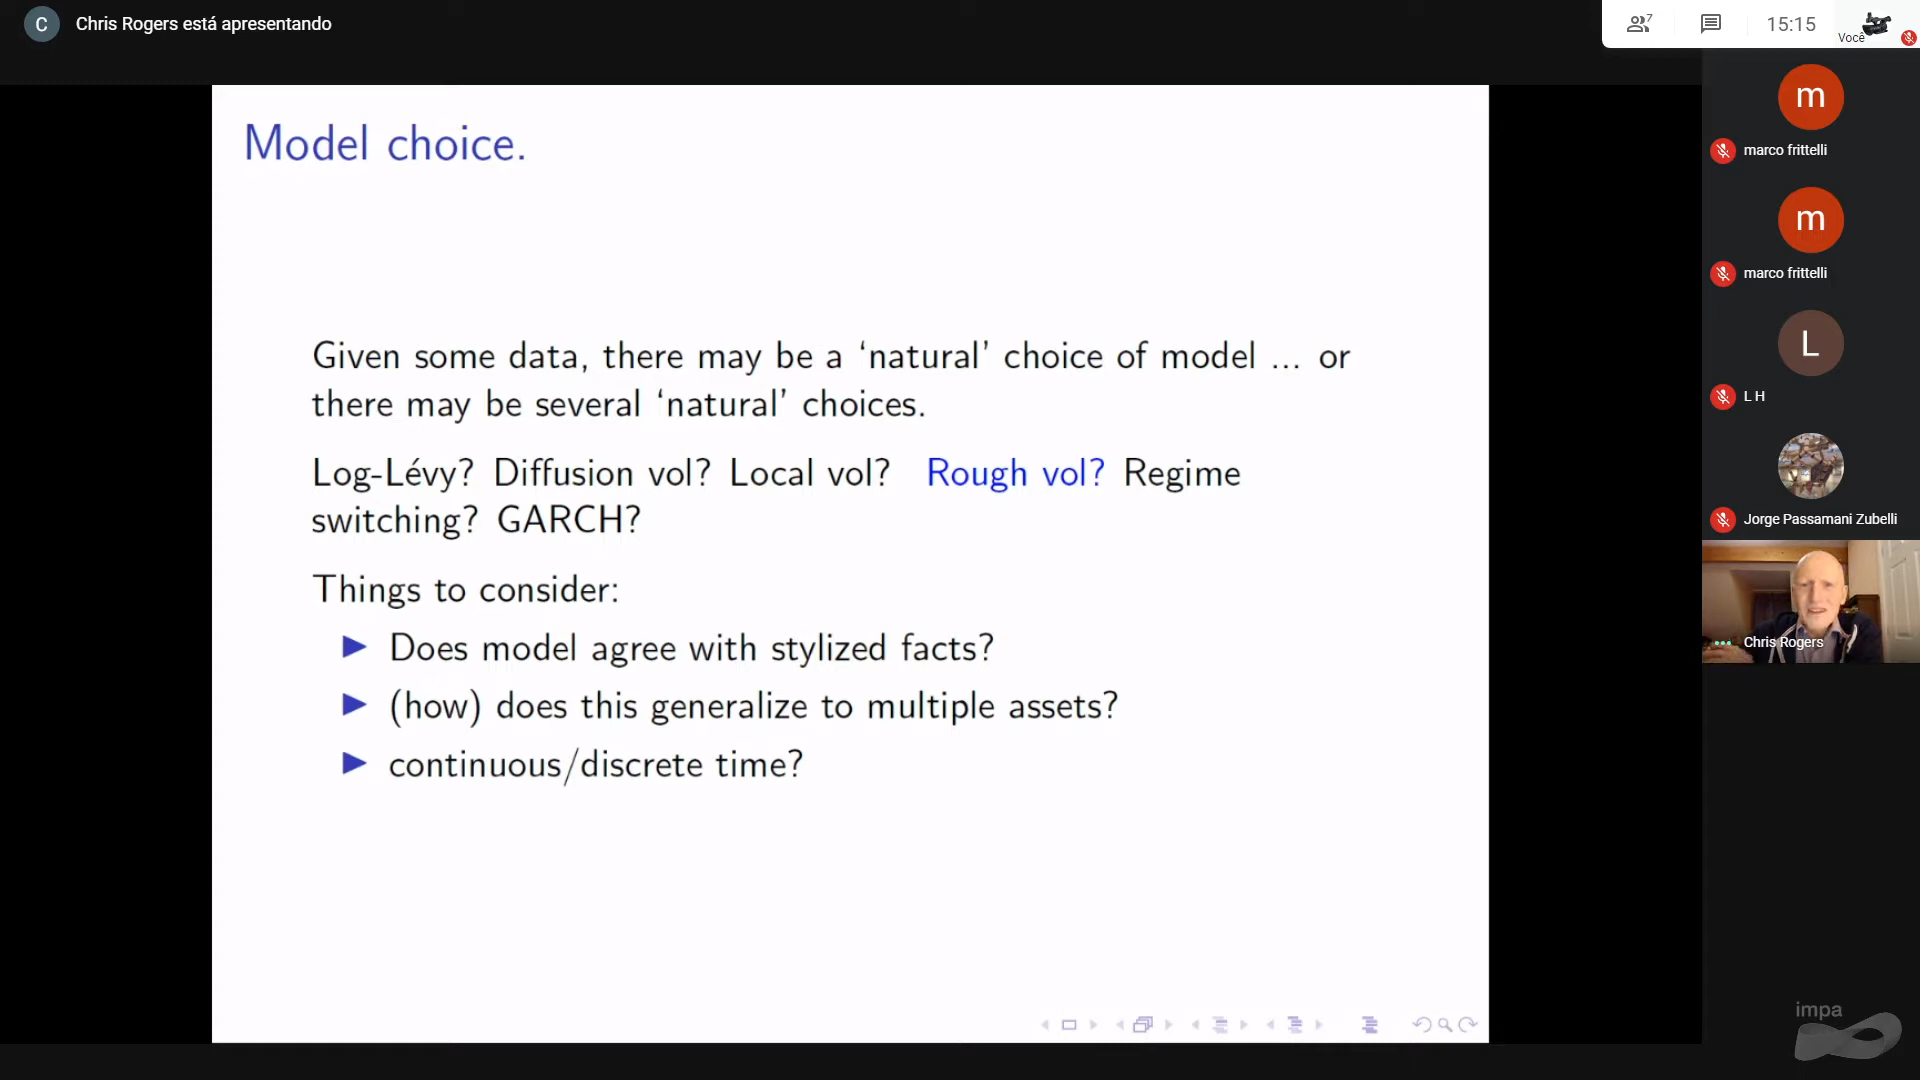 C
Chris Rogers está apresentando
7
15:15
Você
Model choice.
Given some data, there may be a ‘natural’ choice of model ... or
there may be several ‘natural’ choices.
Log-Lévy? Diffusion vol? Local vol? Rough vol? Regime
switching? GARCH?
Things to consider:
Does model agree with stylized facts?
(how) does this generalize to multiple assets?
continuous/discrete time?
m
marco frittelli
m
marco frittelli
L
L H
Jorge Passamani Zubelli
Chris Rogers
impa